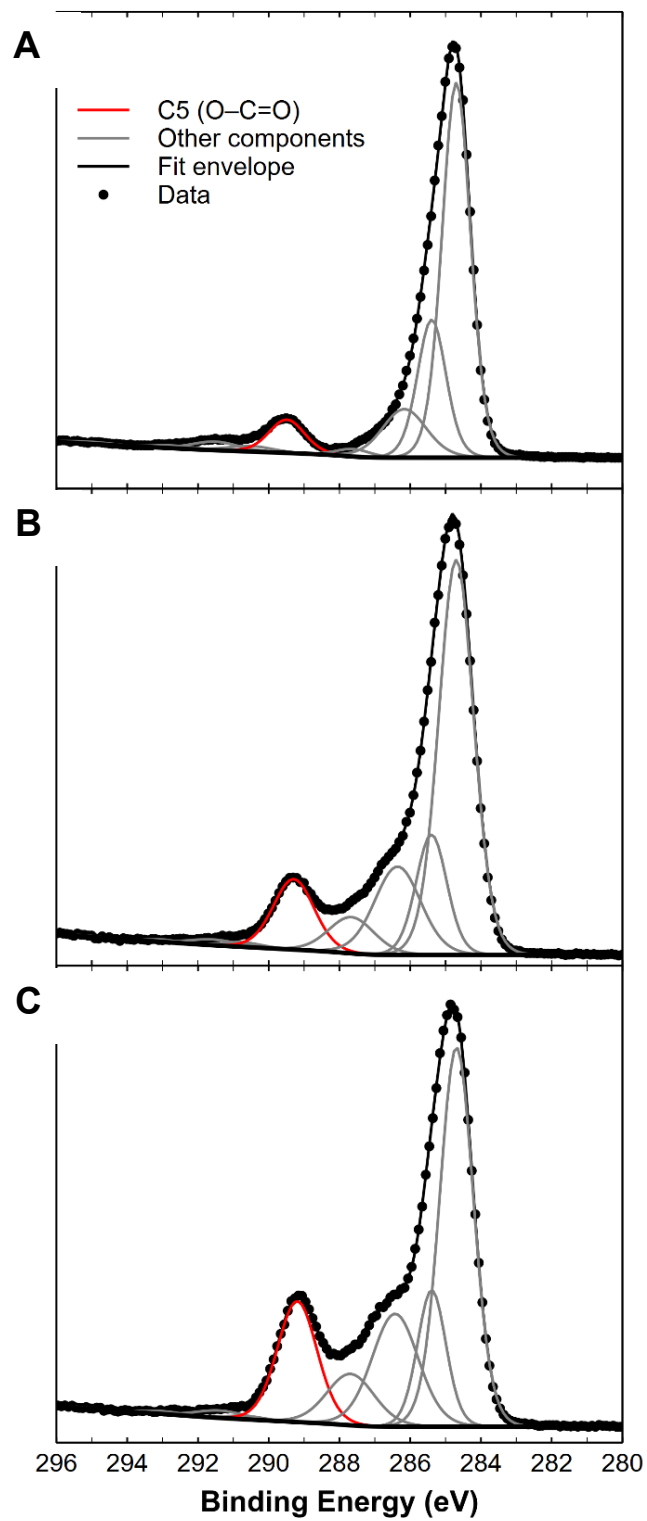 A
C5 (O–C=O)
Other components
Fit envelope
Data
B
C
296 294 292 290 288 286 284 282 280
Binding Energy (eV)